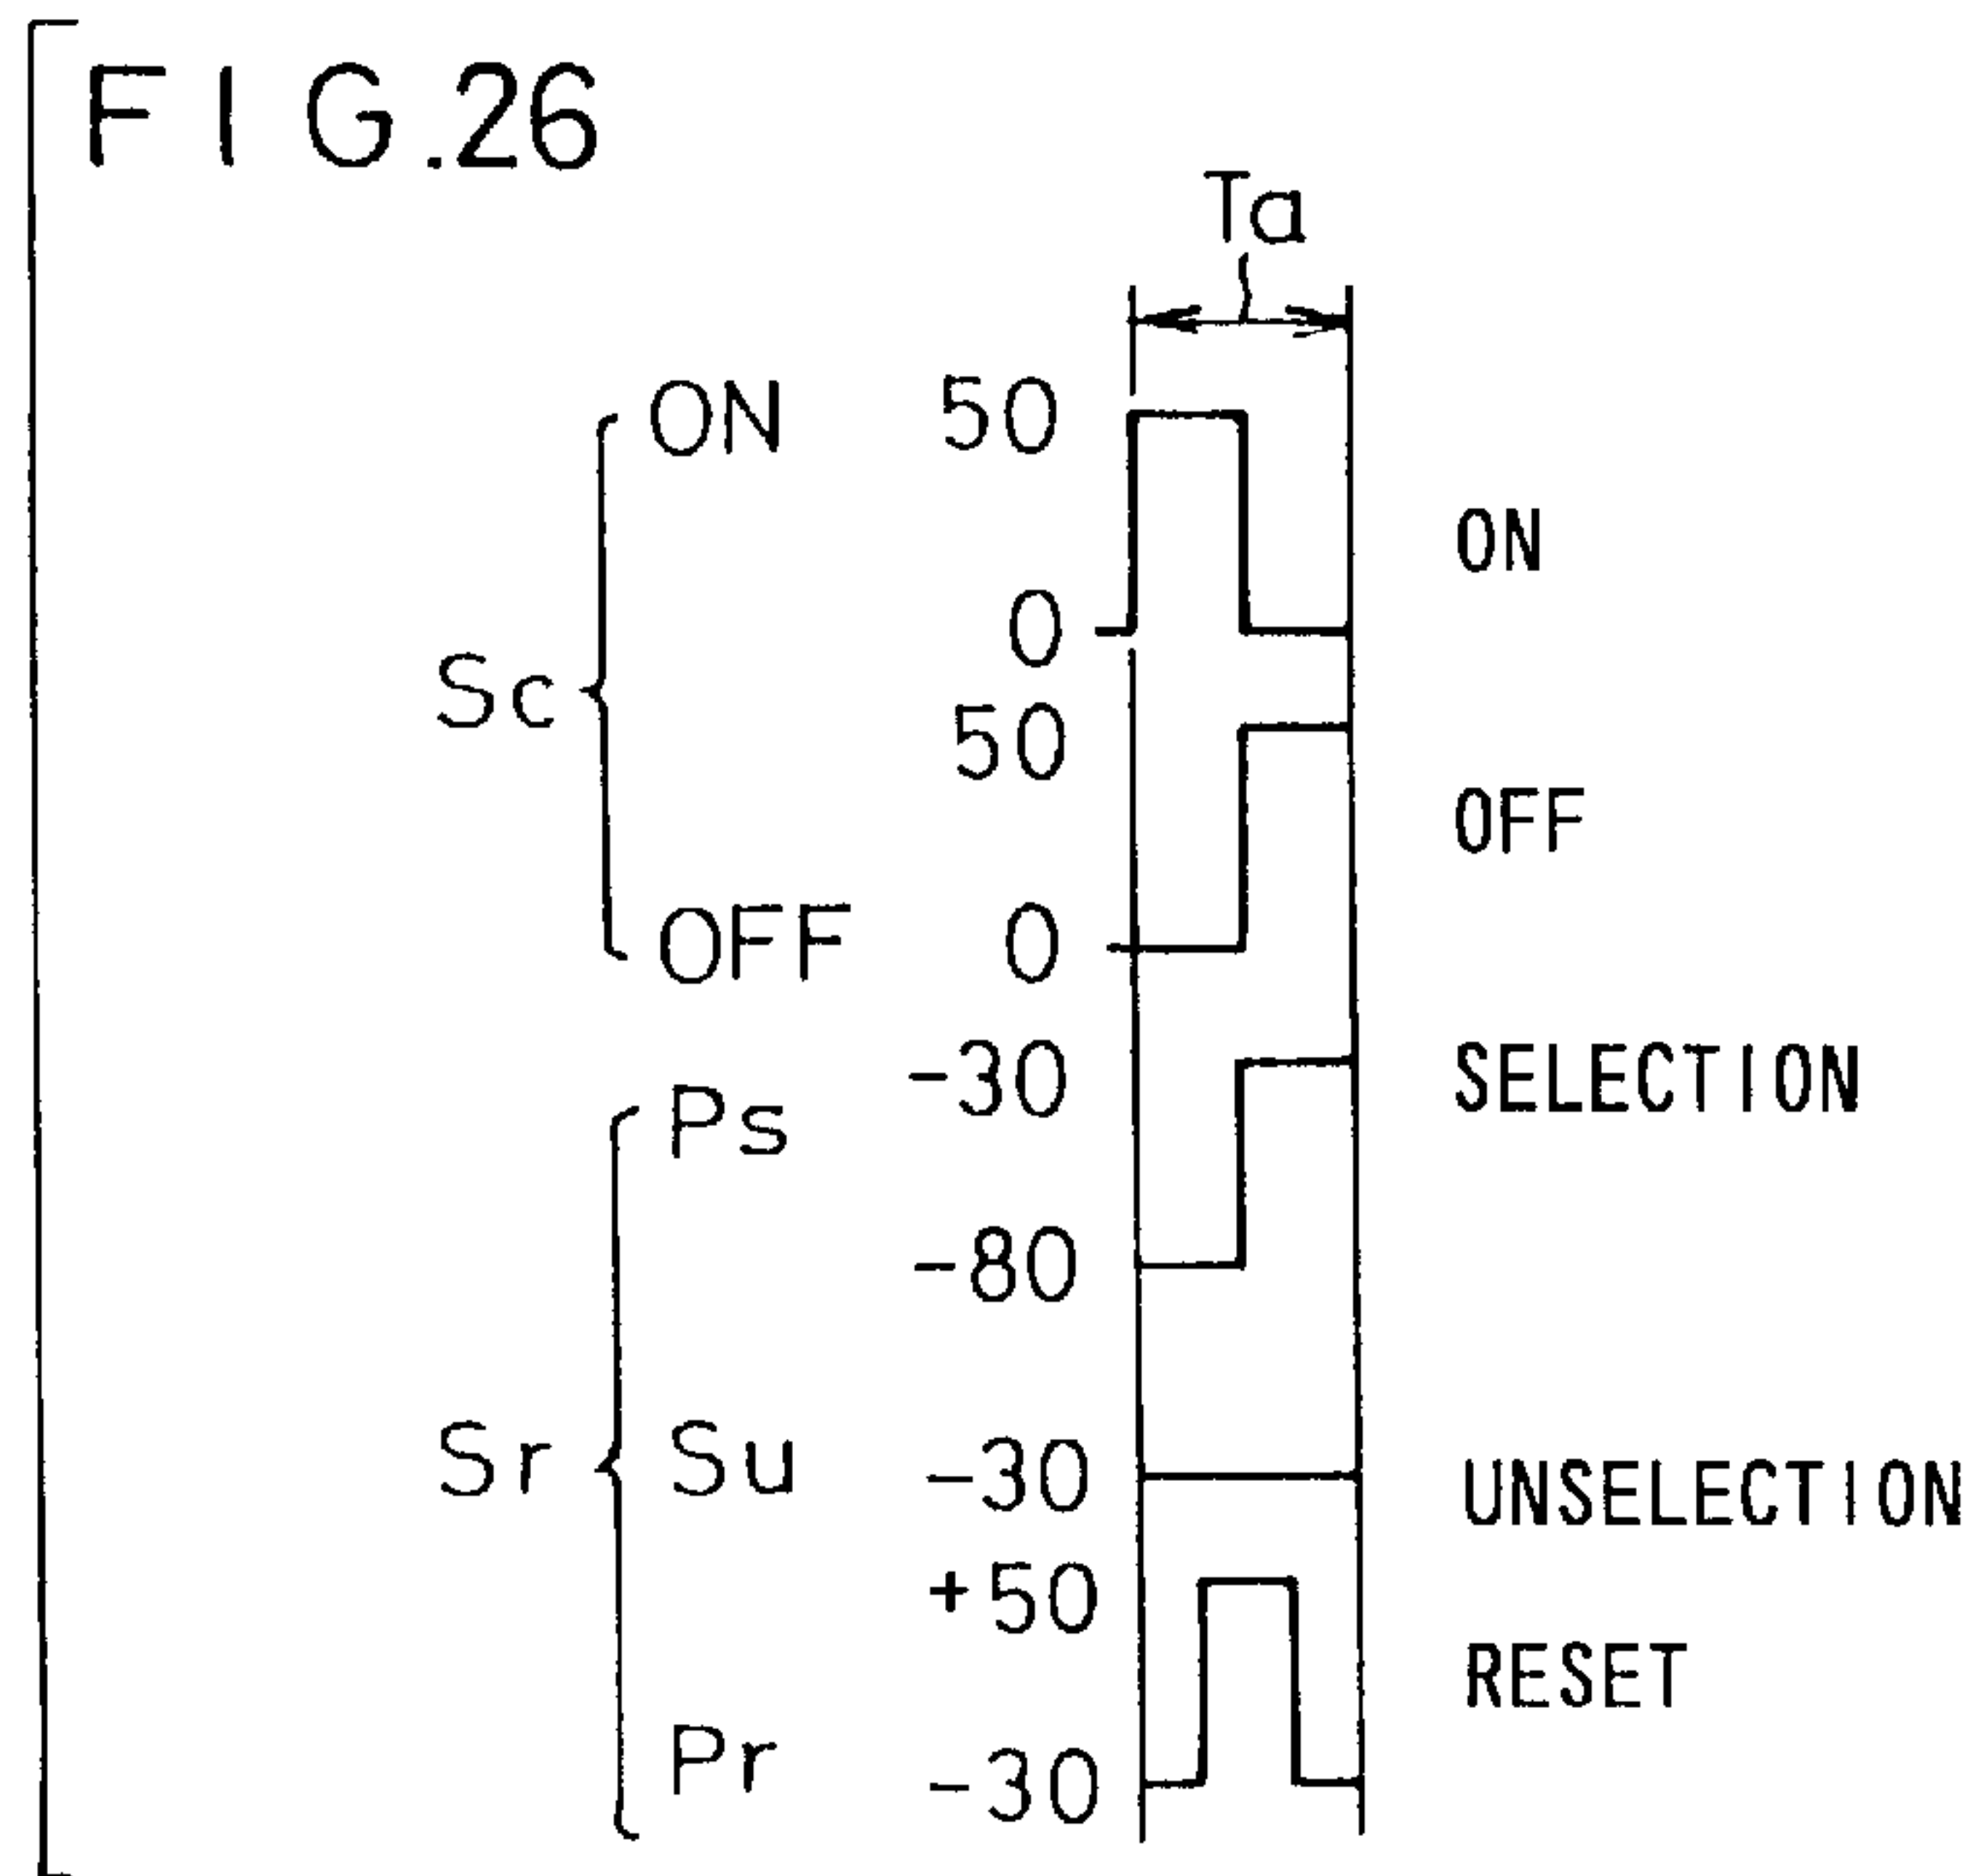 FIG.26
Ta
ON 50
ON
0
Sc
50
OFF
OFF 0
-30 SELECTION
Ps
-80
Sr Su -30 UNSELECTION
+50
RESET
Pr -30